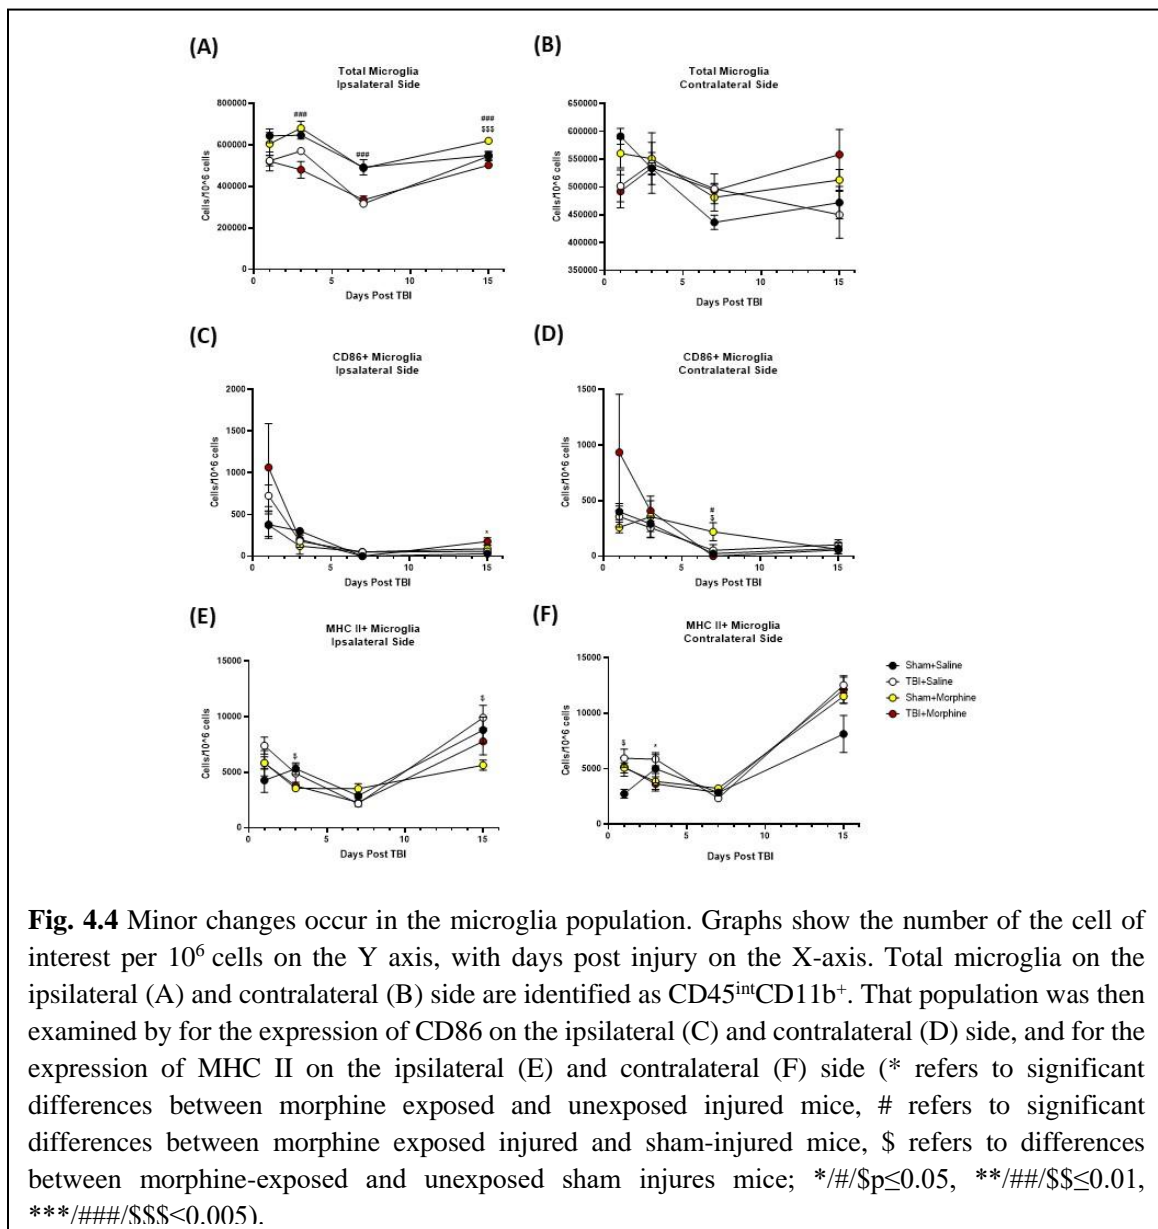 (A)
Total Microglia
Ipsalateral Side
800000
600000
400000
200000
0
Cells/10^6 cells
###
###
###
$$$
0 5 10 15
Days Post TBI
(B)
Total Microglia
Contralateral Side
650000
600000
550000
500000
450000
400000
350000
Cells/10^6 cells
0 5 10 15
Days Post TBI
(C)
CD86+ Microglia
Ipsalateral Side
2000
1500
1000
500
0
Cells/10^6 cells
*
0 5 10 15
(D)
CD86+ Microglia
Contralateral Side
1500
1000
500
0
Cells/10^6 cells
#
$
0 5 10 15
(E)
MHC II+ Microglia
Ipsalateral Side
15000
10000
5000
0
Cells/10^6 cells
$
$
0 5 10 15
Days Post TBI
(F)
MHC II+ Microglia
Contralateral Side
15000
10000
5000
0
Cells/10^6 cells
$
*
0 5 10 15
Days Post TBI
Sham+Saline
TBI+Saline
Sham+Morphine
TBI+Morphine
Fig. 4.4 Minor changes occur in the microglia population. Graphs show the number of the cell of
interest per 10⁶ cells on the Y axis, with days post injury on the X-axis. Total microglia on the
ipsilateral (A) and contralateral (B) side are identified as CD45ⁱⁿᵗCD11b⁺. That population was then
examined by for the expression of CD86 on the ipsilateral (C) and contralateral (D) side, and for the
expression of MHC II on the ipsilateral (E) and contralateral (F) side (* refers to significant
differences between morphine exposed and unexposed injured mice, # refers to significant
differences between morphine exposed injured and sham-injured mice, $ refers to differences
between morphine-exposed and unexposed sham injures mice; */#/$p≤0.05, **/##/$$≤0.01,
***/###/$$$≤0.005).